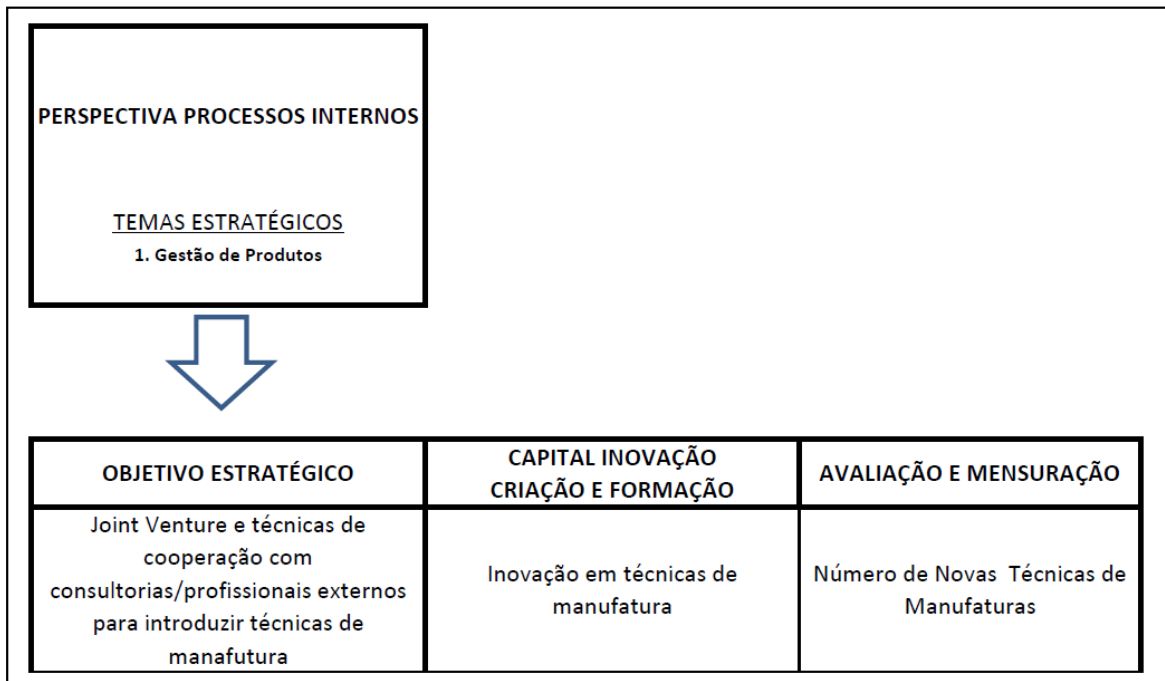 PERSPECTIVA PROCESSOS INTERNOS
TEMAS ESTRATÉGICOS
1. Gestão de Produtos
OBJETIVO ESTRATÉGICO
CAPITAL INOVAÇÃO
CRIAÇÃO E FORMAÇÃO
AVALIAÇÃO E MENSURAÇÃO
Joint Venture e técnicas de
cooperação com
consultorias/profissionais externos
para introduzir técnicas de
manafutura
Inovação em técnicas de
manufatura
Número de Novas Técnicas de
Manufaturas